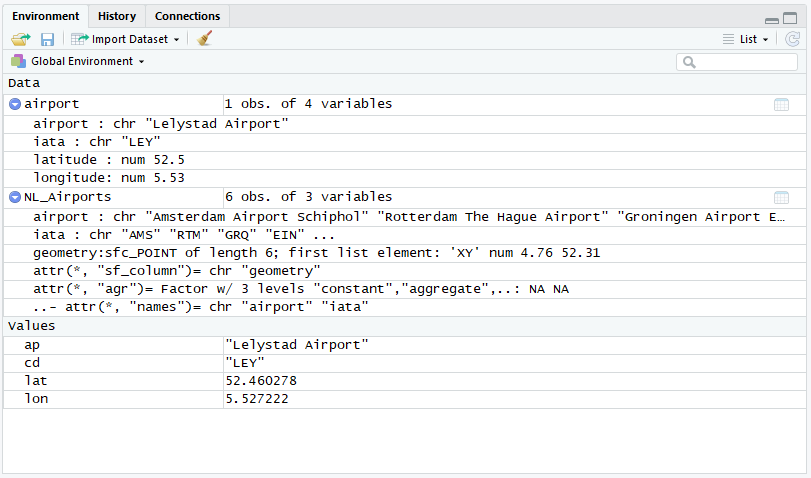 Environment History Connections
Import Dataset List
Global Environment
Data
airport 1 obs. of 4 variables
airport : chr "Lelystad Airport"
iata : chr "LEY"
latitude : num 52.5
longitude: num 5.53
NL_Airports 6 obs. of 3 variables
airport : chr "Amsterdam Airport Schiphol" "Rotterdam The Hague Airport" "Groningen Airport E…
iata : chr "AMS" "RTM" "GRQ" "EIN" ...
geometry:sfc_POINT of length 6; first list element: 'XY' num 4.76 52.31
attr(*, "sf_column")= chr "geometry"
attr(*, "agr")= Factor w/ 3 levels "constant","aggregate",..: NA NA
..- attr(*, "names")= chr "airport" "iata"
Values
ap "Lelystad Airport"
cd "LEY"
lat 52.460278
lon 5.527222